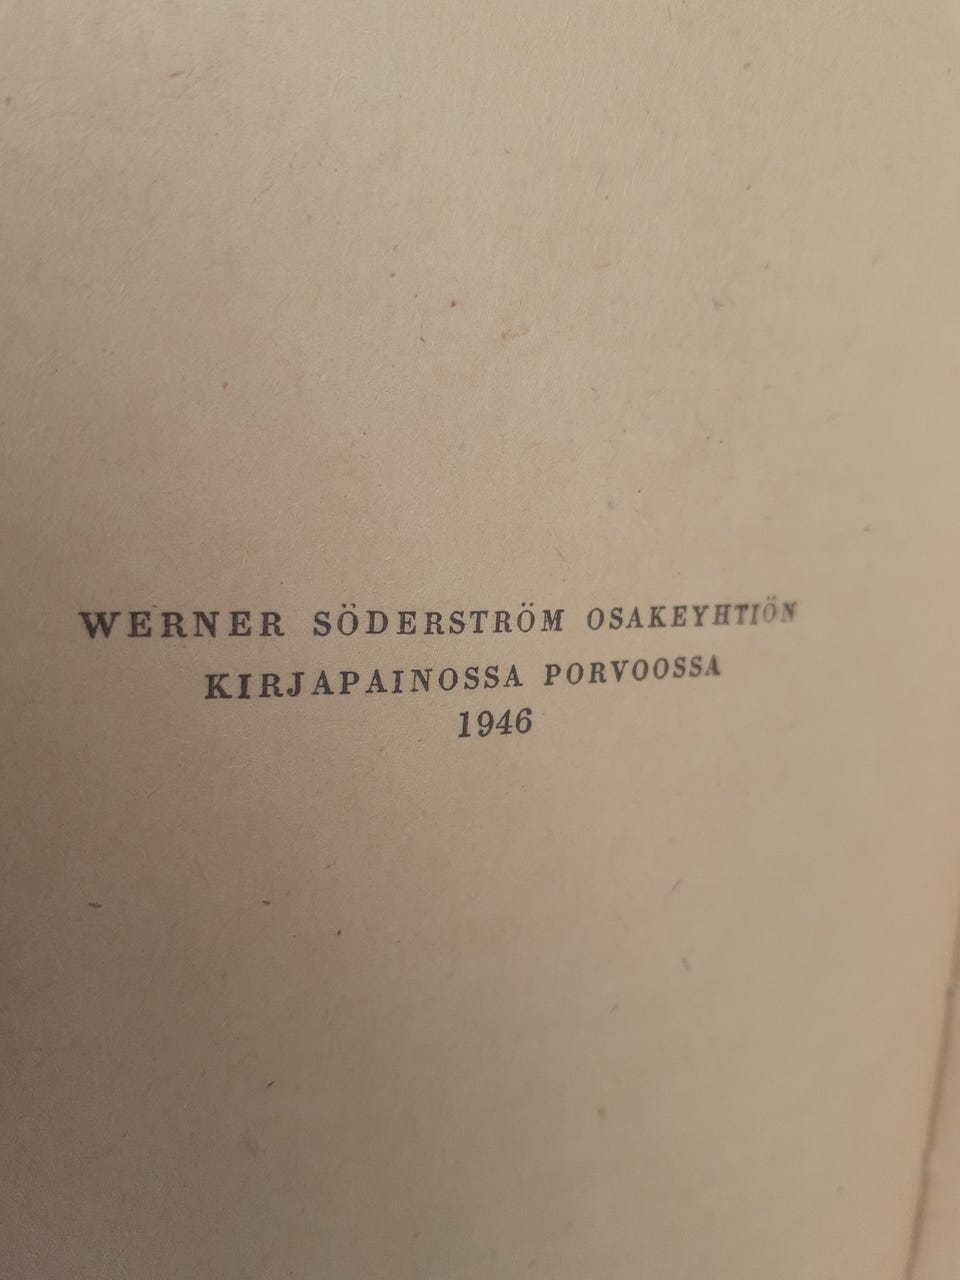 WERNER SÖDERSTRÖM OSAKEYHTIÖN
KIRJAPAINOSSA PORVOOSSA
1946